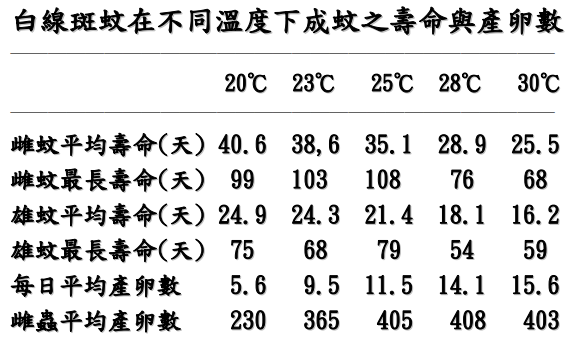 白線斑蚊在不同溫度下成蚊之壽命與產卵數
20℃ 23℃ 25℃ 28℃ 30℃
雌蚊平均壽命(天) 40.6 38,6 35.1 28.9 25.5
雌蚊最長壽命(天) 99 103 108 76 68
雄蚊平均壽命(天) 24.9 24.3 21.4 18.1 16.2
雄蚊最長壽命(天) 75 68 79 54 59
每日平均產卵數 5.6 9.5 11.5 14.1 15.6
雌蟲平均產卵數 230 365 405 408 403